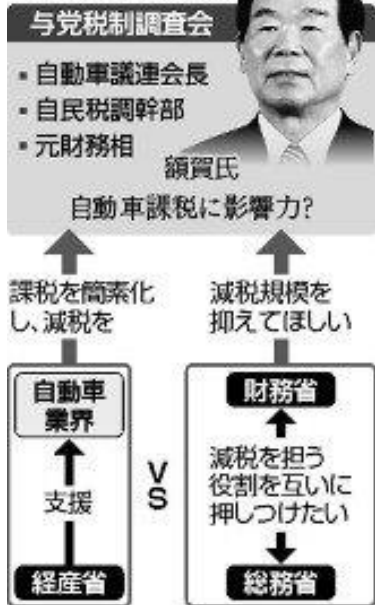 与党税制調査会
▪自動車議連会長
▪自民税調幹部
▪元財務相
額賀氏
自動車課税に影響力?
課税を簡素化
し、減税を
減税規模を
抑えてほしい
自動車
業界
支援
経産省
VS
財務省
減税を担う
役割を互いに
押しつけたい
総務省